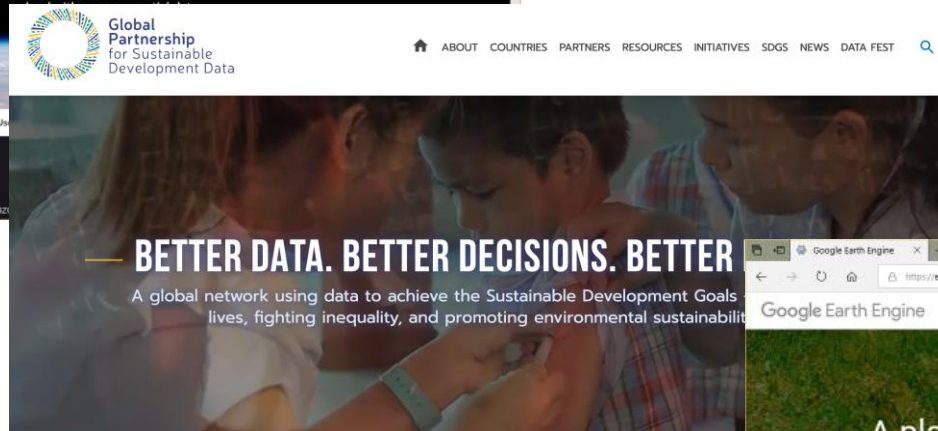 Global
Partnership
for Sustainable
Development Data
ABOUT COUNTRIES PARTNERS RESOURCES INITIATIVES SDGS NEWS DATA FEST
BETTER DATA. BETTER DECISIONS. BETTER
A global network using data to achieve the Sustainable Development Goals
lives, fighting inequality, and promoting environmental
Google Earth Engine
https://e
Google Earth Engine
A